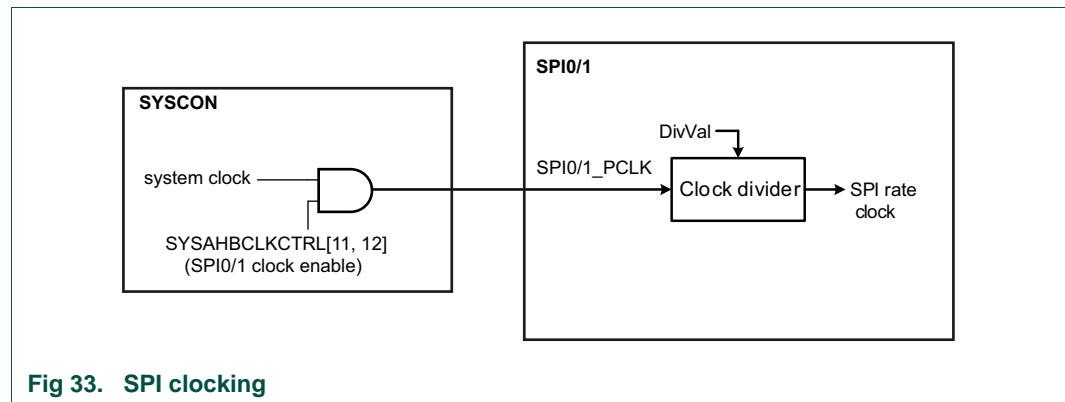 SPI0/1
SYSCON
DivVal
system clock
SPI0/1_PCLK
Clock divider
SPI rate
clock
SYSAHBCLKCTRL[11, 12]
(SPI0/1 clock enable)
Fig 33. SPI clocking